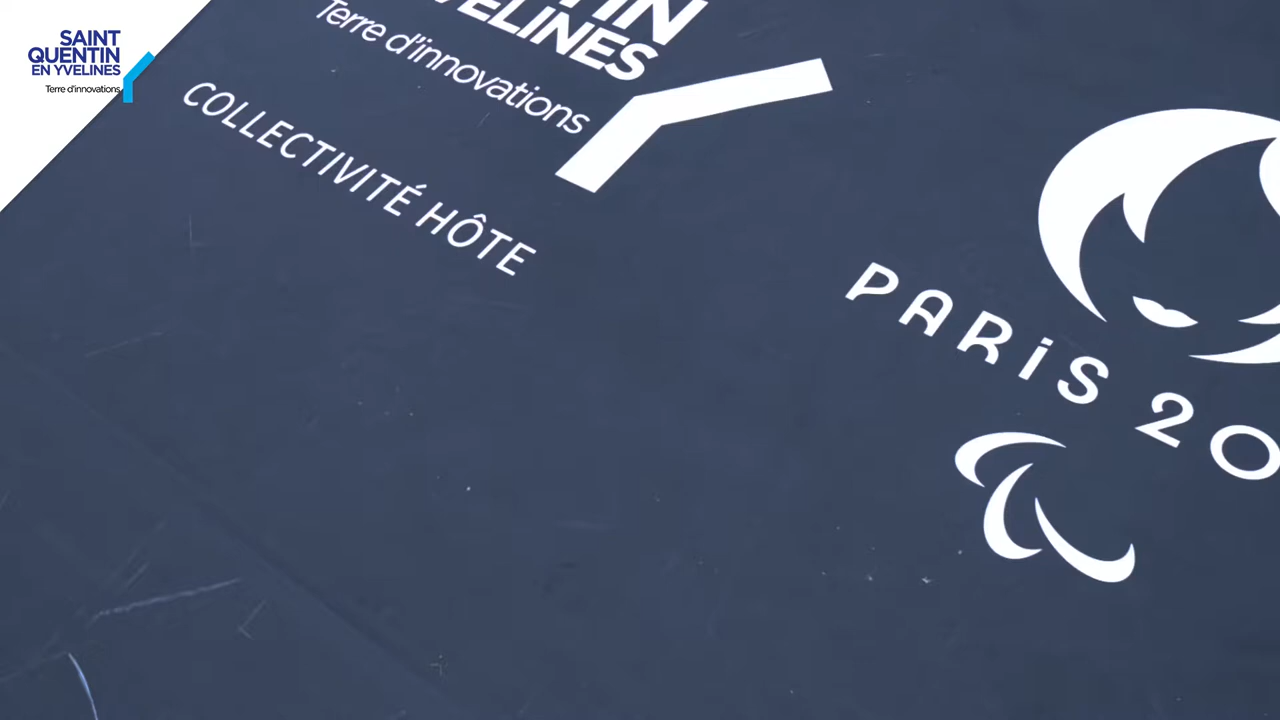 SAINT
QUENTIN
EN YVELINES
Terre d'innovations
YVELINES
Terre d'innovations
COLLECTIVITÉ HÔTE
PARiS 20